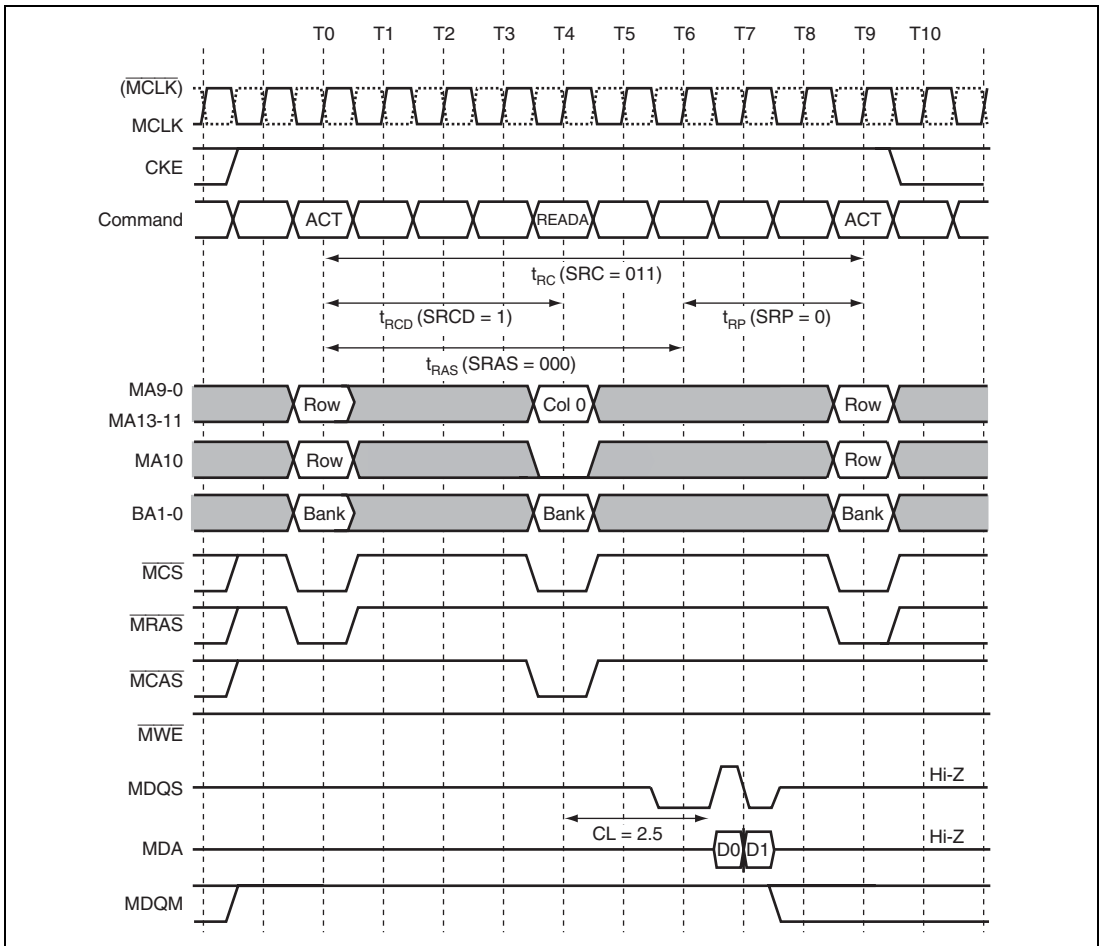 T0 T1 T2 T3 T4 T5 T6 T7 T8 T9 T10
(MCLK)
MCLK
CKE
Command ACT READA ACT
tRC (SRC = 011)
tRCD (SRCD = 1) tRP (SRP = 0)
tRAS (SRAS = 000)
MA9-0
MA13-11
Row Col 0 Row
MA10 Row Row
BA1-0 Bank Bank Bank
MCS
MRAS
MCAS
MWE
MDQS Hi-Z
CL = 2.5
MDA D0 D1 Hi-Z
MDQM